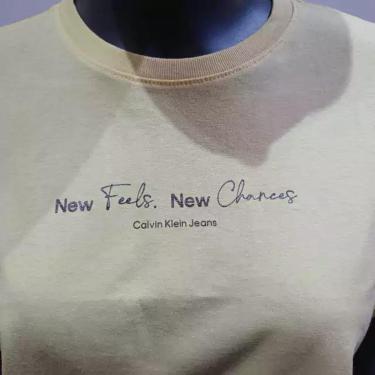 New Feels. New Chances
Calvin Klein Jeans